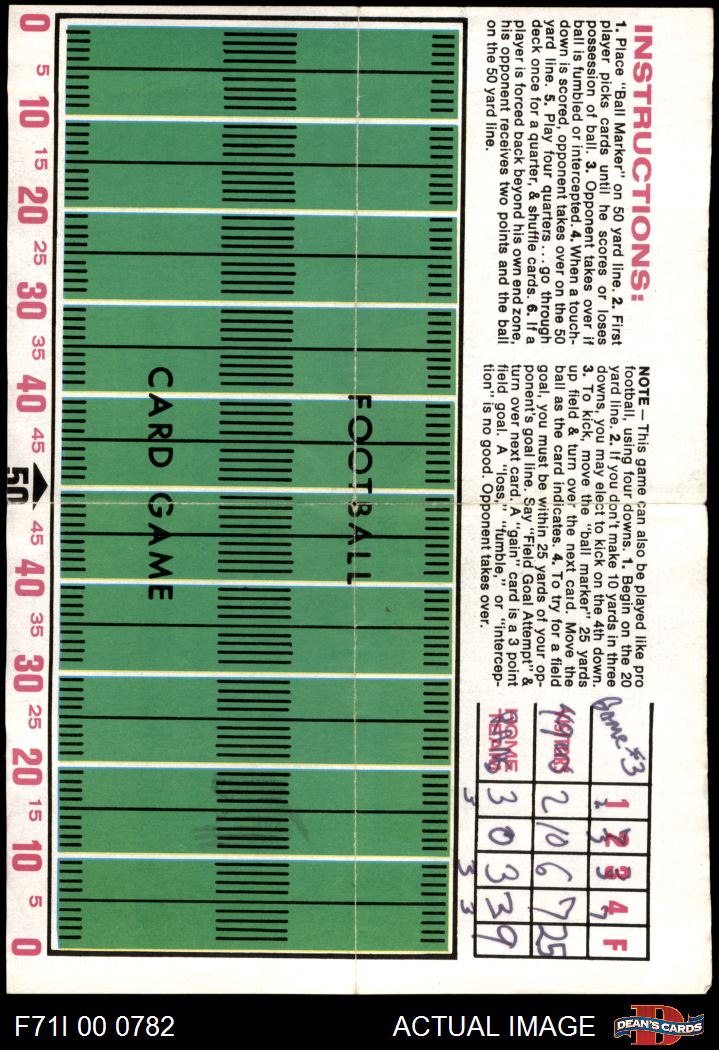 INSTRUCTIONS:
1. Place "Ball Marker" on 50 yard line. 2. First
player picks cards until he scores or loses
possession of ball. 3. Opponent takes over if
ball is fumbled or intercepted. 4. When a touch-
down is scored, opponent takes over on the 50
yard line. 5. Play four quarters . . . go through
deck once for a quarter, & shuffle cards. 6. If a
player is forced back beyond his own end zone,
his opponent receives two points and the ball
on the 50 yard line.
NOTE— This game can also be played like pro
football, using four downs. 1. Begin on the 20
yard line. 2. If you don't make 10 yards in three
downs, you may elect to kick on the 4th down.
3. To kick, move the "ball marker" 25 yards
up field & turn over the next card. Move the
ball as the card indicates. 4. To try for a field
goal, you must be within 25 yards of your op-
ponent's goal line. Say "Field Goal Attempt" &
turn over next card. A "gain" card is a 3 point
field goal. A "loss," "fumble," or "intercep-
tion" is no good. Opponent takes over.
Game #3 1 2 3 4 F
49ers 2 10 6 7 25
HOME TEAM 3 0 3 3 9
FOOTBALL
CARD GAME
0 5 10 15 20 25 30 35 40 45 50 45 40 35 30 25 20 15 10 5 0
F71I 00 0782
ACTUAL IMAGE
D
DEAN'S CARDS